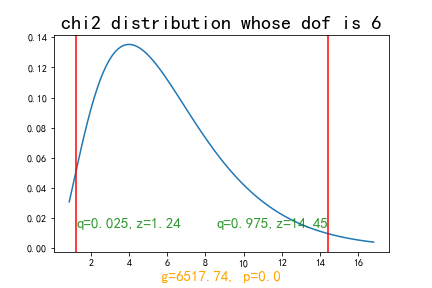 chi2 distribution whose dof is 6
0.14
0.12
0.10
0.08
0.06
0.04
0.02
0.00
q=0.025,z=1.24
q=0.975,z=14.45
2 4 6 8 10 12 14 16
g=6517.74, p=0.0